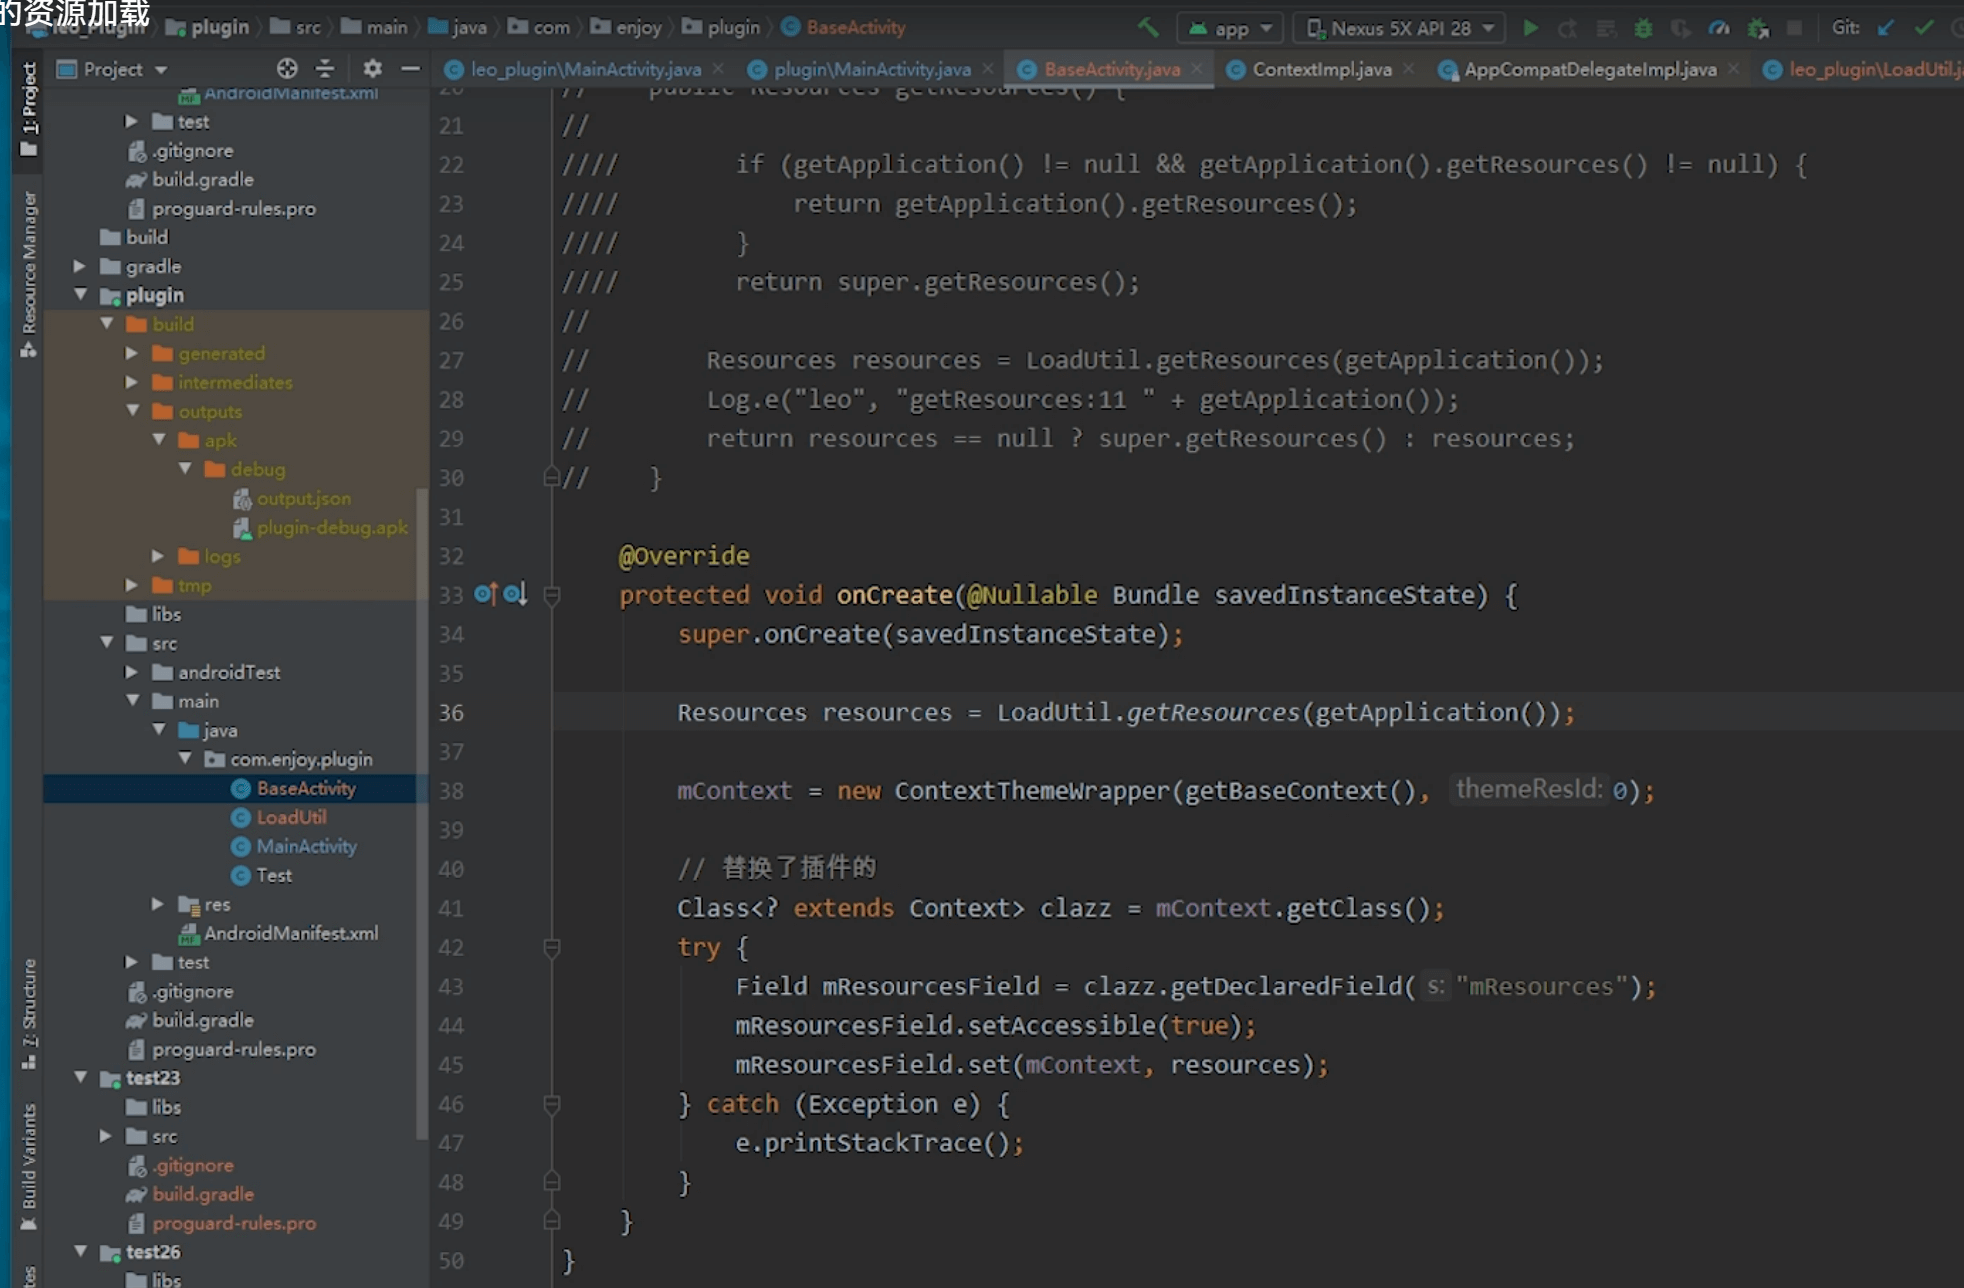 的资源加载
leo_Plugin plugin src main java com enjoy plugin BaseActivity app Nexus 5X API 28 Git:
Project
leo_plugin\MainActivity.java plugin\MainActivity.java BaseActivity.java ContextImpl.java AppCompatDelegateImpl.java leo_plugin\LoadUtil.j
1: Project
Resource Manager
7: Structure
Build Variants
AndroidManifest.xml
test
.gitignore
build.gradle
proguard-rules.pro
build
gradle
plugin
build
generated
intermediates
outputs
apk
debug
output.json
plugin-debug.apk
logs
tmp
libs
src
androidTest
main
java
com.enjoy.plugin
BaseActivity
LoadUtil
MainActivity
Test
res
AndroidManifest.xml
test
.gitignore
build.gradle
proguard-rules.pro
test23
libs
src
.gitignore
build.gradle
proguard-rules.pro
test26
libs
20 // public Resources getResources() {
21 //
22 //// if (getApplication() != null && getApplication().getResources() != null) {
23 //// return getApplication().getResources();
24 //// }
25 //// return super.getResources();
26 //
27 // Resources resources = LoadUtil.getResources(getApplication());
28 // Log.e("leo", "getResources:11 " + getApplication());
29 // return resources == null ? super.getResources() : resources;
30 // }
31
32 @Override
33 protected void onCreate(@Nullable Bundle savedInstanceState) {
34 super.onCreate(savedInstanceState);
35
36 Resources resources = LoadUtil.getResources(getApplication());
37
38 mContext = new ContextThemeWrapper(getBaseContext(), themeResId: 0);
39
40 // 替换了插件的
41 Class<? extends Context> clazz = mContext.getClass();
42 try {
43 Field mResourcesField = clazz.getDeclaredField( s: "mResources");
44 mResourcesField.setAccessible(true);
45 mResourcesField.set(mContext, resources);
46 } catch (Exception e) {
47 e.printStackTrace();
48 }
49 }
50 }